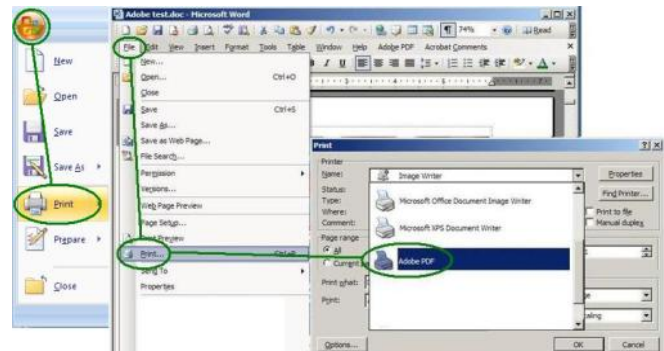 New
Open
Save
Save As
Print
Prepare
Close
Adobe test.doc - Microsoft Word
File Edit View Insert Format Tools Table Window Help Adobe PDF Acrobat Comments
74%
Read
New...
Open... Ctrl+O
Close
Save Ctrl+S
Save As...
Save as Web Page...
File Search...
Permission
Versions...
Web Page Preview
Page Setup...
Print Preview
Print...
Send To
Properties
Print
Printer
Name: Image Writer Properties
Status: Find Printer...
Type: Microsoft Office Document Image Writer
Where: Print to file
Comment: Microsoft XPS Document Writer Manual duplex
Page range
All
Adobe PDF
Print what:
Print:
Options... OK Cancel